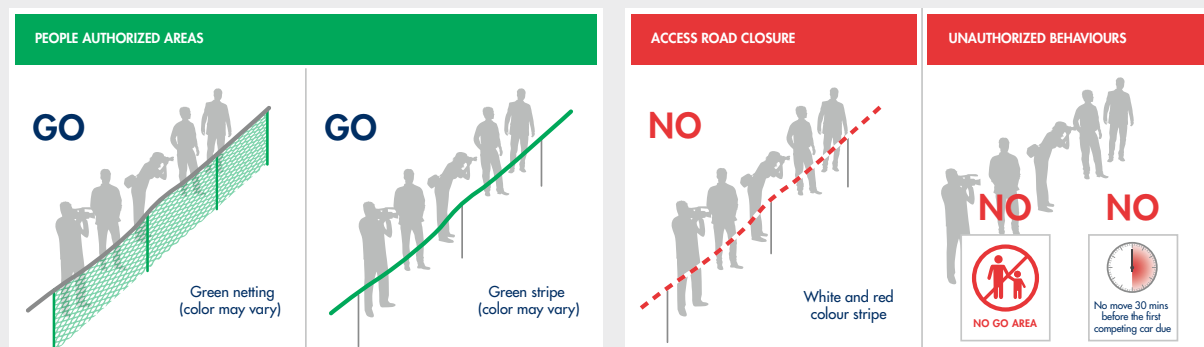 PEOPLE AUTHORIZED AREAS
GO
Green netting
(color may vary)
GO
Green stripe
(color may vary)
ACCESS ROAD CLOSURE
NO
White and red
colour stripe
UNAUTHORIZED BEHAVIOURS
NO
NO GO AREA
NO
No move 30 mins
before the first
competing car due